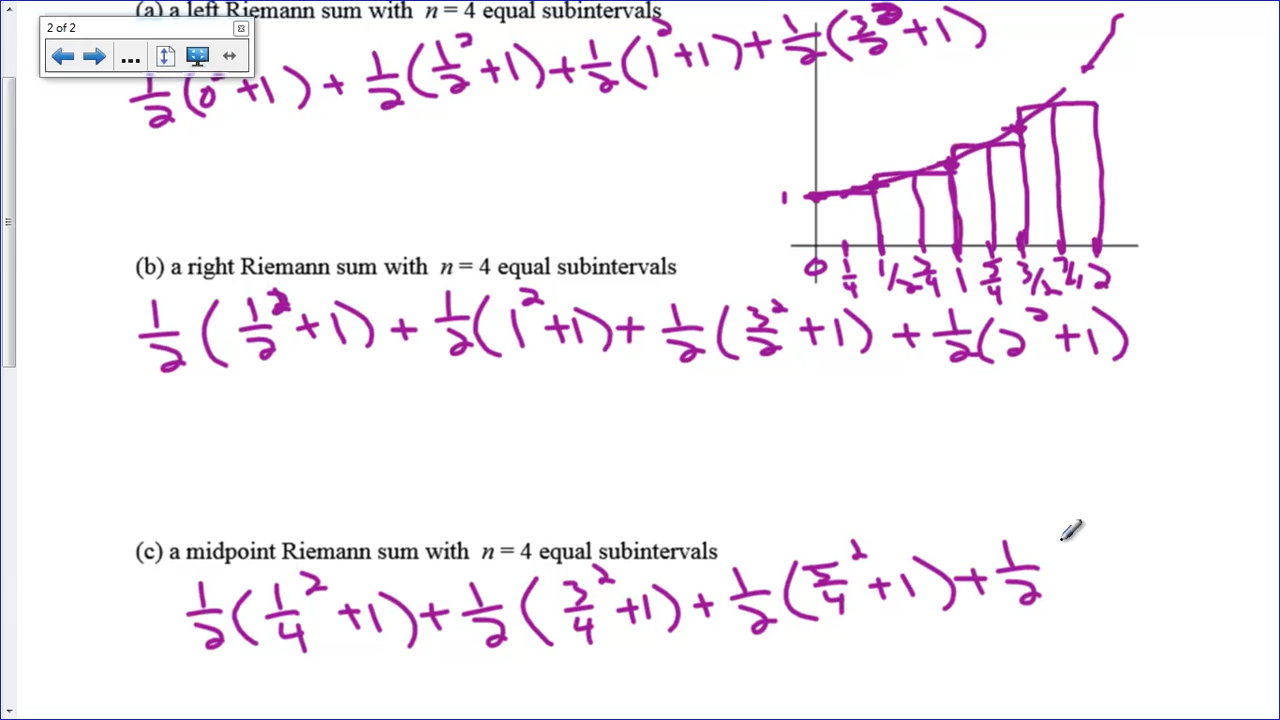 (a) a left Riemann sum with n = 4 equal subintervals
2 of 2
1/2(0² +1) + 1/2(1/2² +1) + 1/2(1² +1) + 1/2(3/2² +1)
1
0 1/4 1/2 3/4 1 5/4 3/2 7/4 2
(b) a right Riemann sum with n = 4 equal subintervals
1/2(1/2² +1) + 1/2(1² +1) + 1/2(3/2² +1) + 1/2(2² +1)
(c) a midpoint Riemann sum with n = 4 equal subintervals
1/2(1/4² +1) + 1/2(3/4² +1) + 1/2(5/4² +1) + 1/2